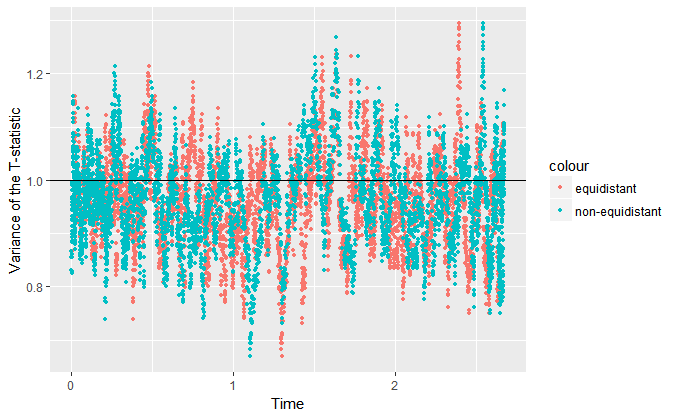 Variance of the T-statistic
1.2
1.0
0.8
0
1
2
Time
colour
equidistant
non-equidistant